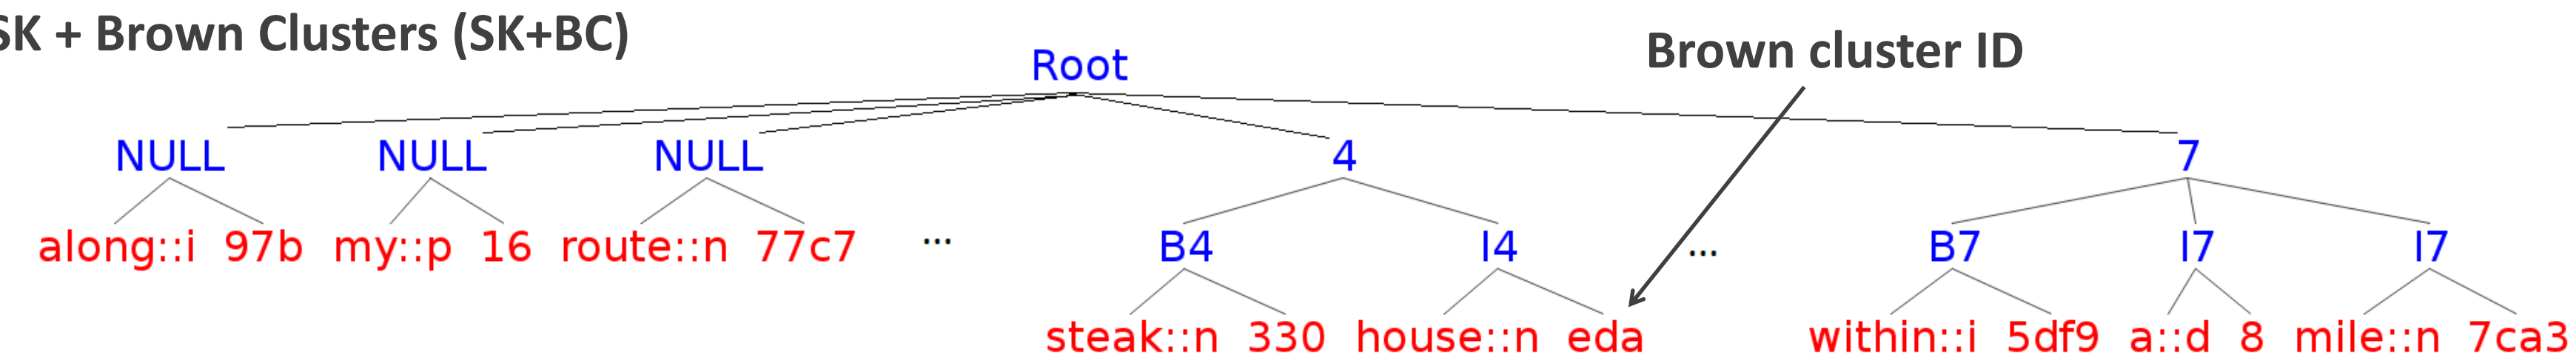 SK + Brown Clusters (SK+BC)
Brown cluster ID
Root
NULL NULL NULL 4 7
along::i 97b my::p 16 route::n 77c7 ... B4 I4 ... B7 I7 I7
steak::n 330 house::n eda within::i 5df9 a::d 8 mile::n 7ca3